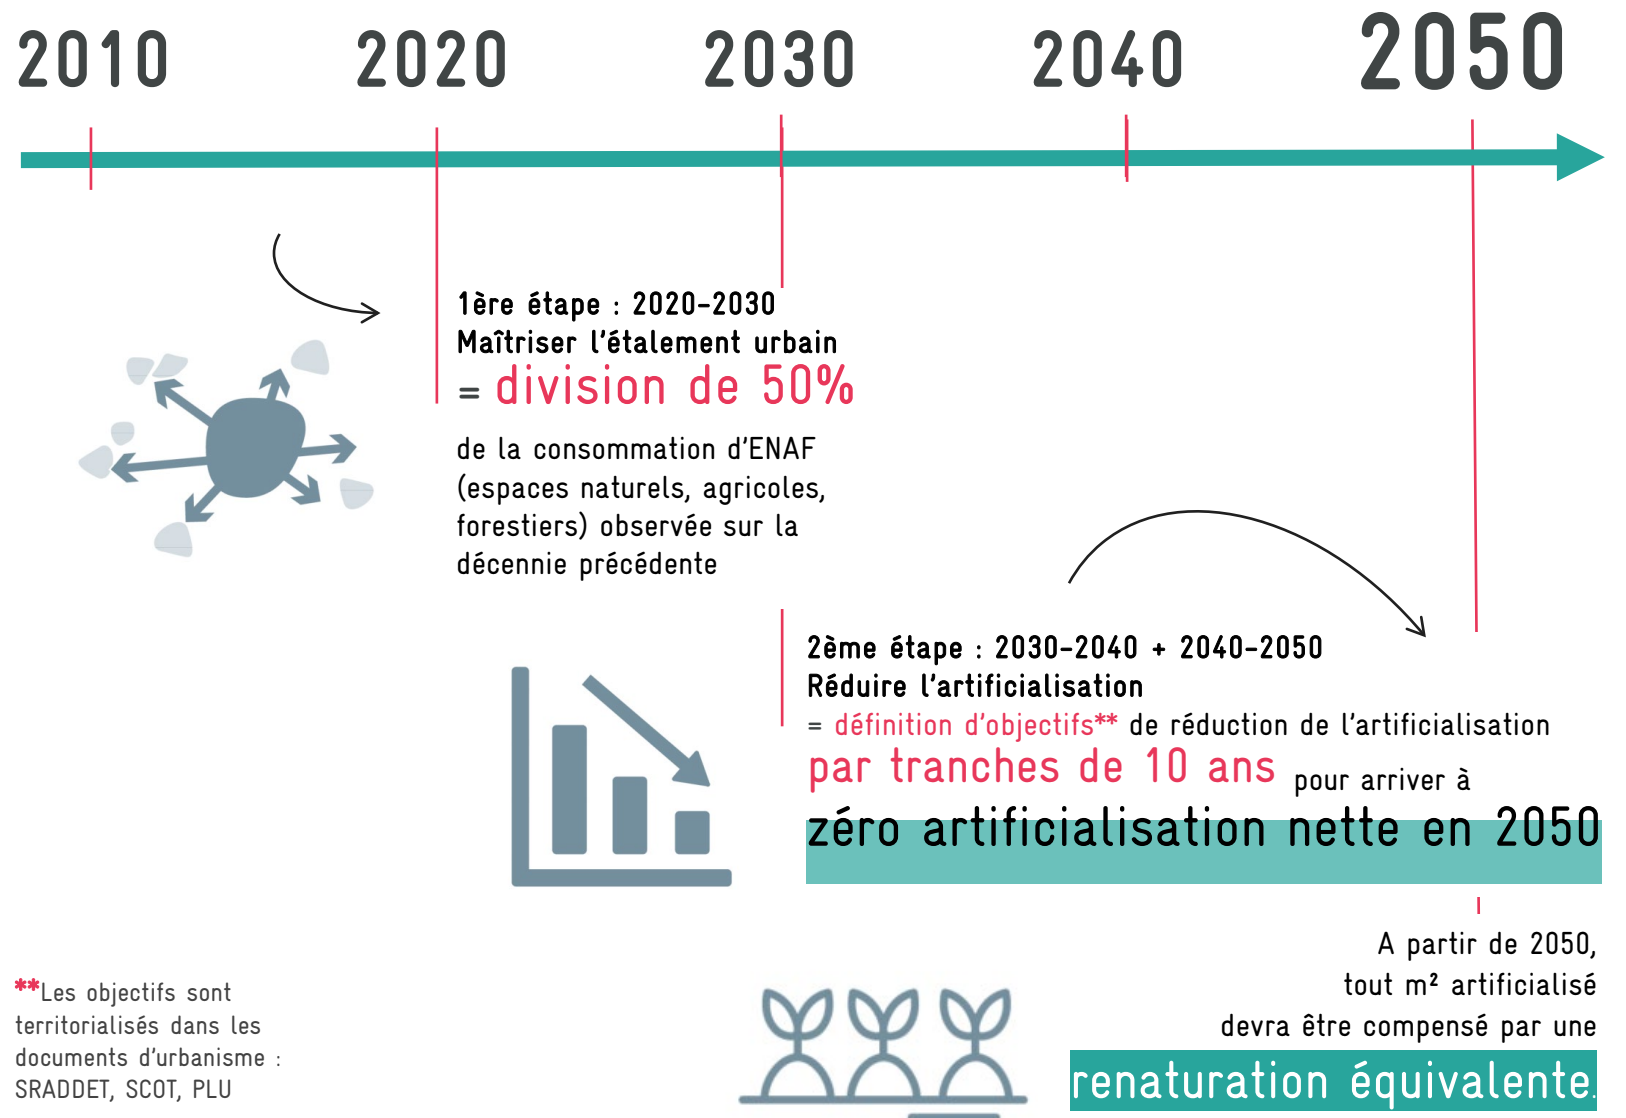 2010 2020 2030 2040 2050
1ère étape : 2020-2030
Maîtriser l'étalement urbain
= division de 50%
de la consommation d'ENAF
(espaces naturels, agricoles,
forestiers) observée sur la
décennie précédente
2ème étape : 2030-2040 + 2040-2050
Réduire l'artificialisation
= définition d'objectifs** de réduction de l'artificialisation
par tranches de 10 ans pour arriver à
zéro artificialisation nette en 2050
A partir de 2050,
tout m² artificialisé
devra être compensé par une
renaturation équivalente.
**Les objectifs sont
territorialisés dans les
documents d'urbanisme :
SRADDET, SCOT, PLU